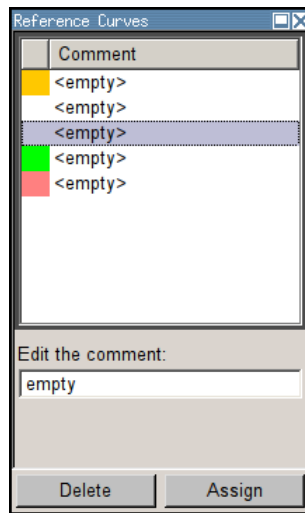 Reference Curves
Comment
<empty>
<empty>
<empty>
<empty>
<empty>
Edit the comment:
empty
Delete Assign